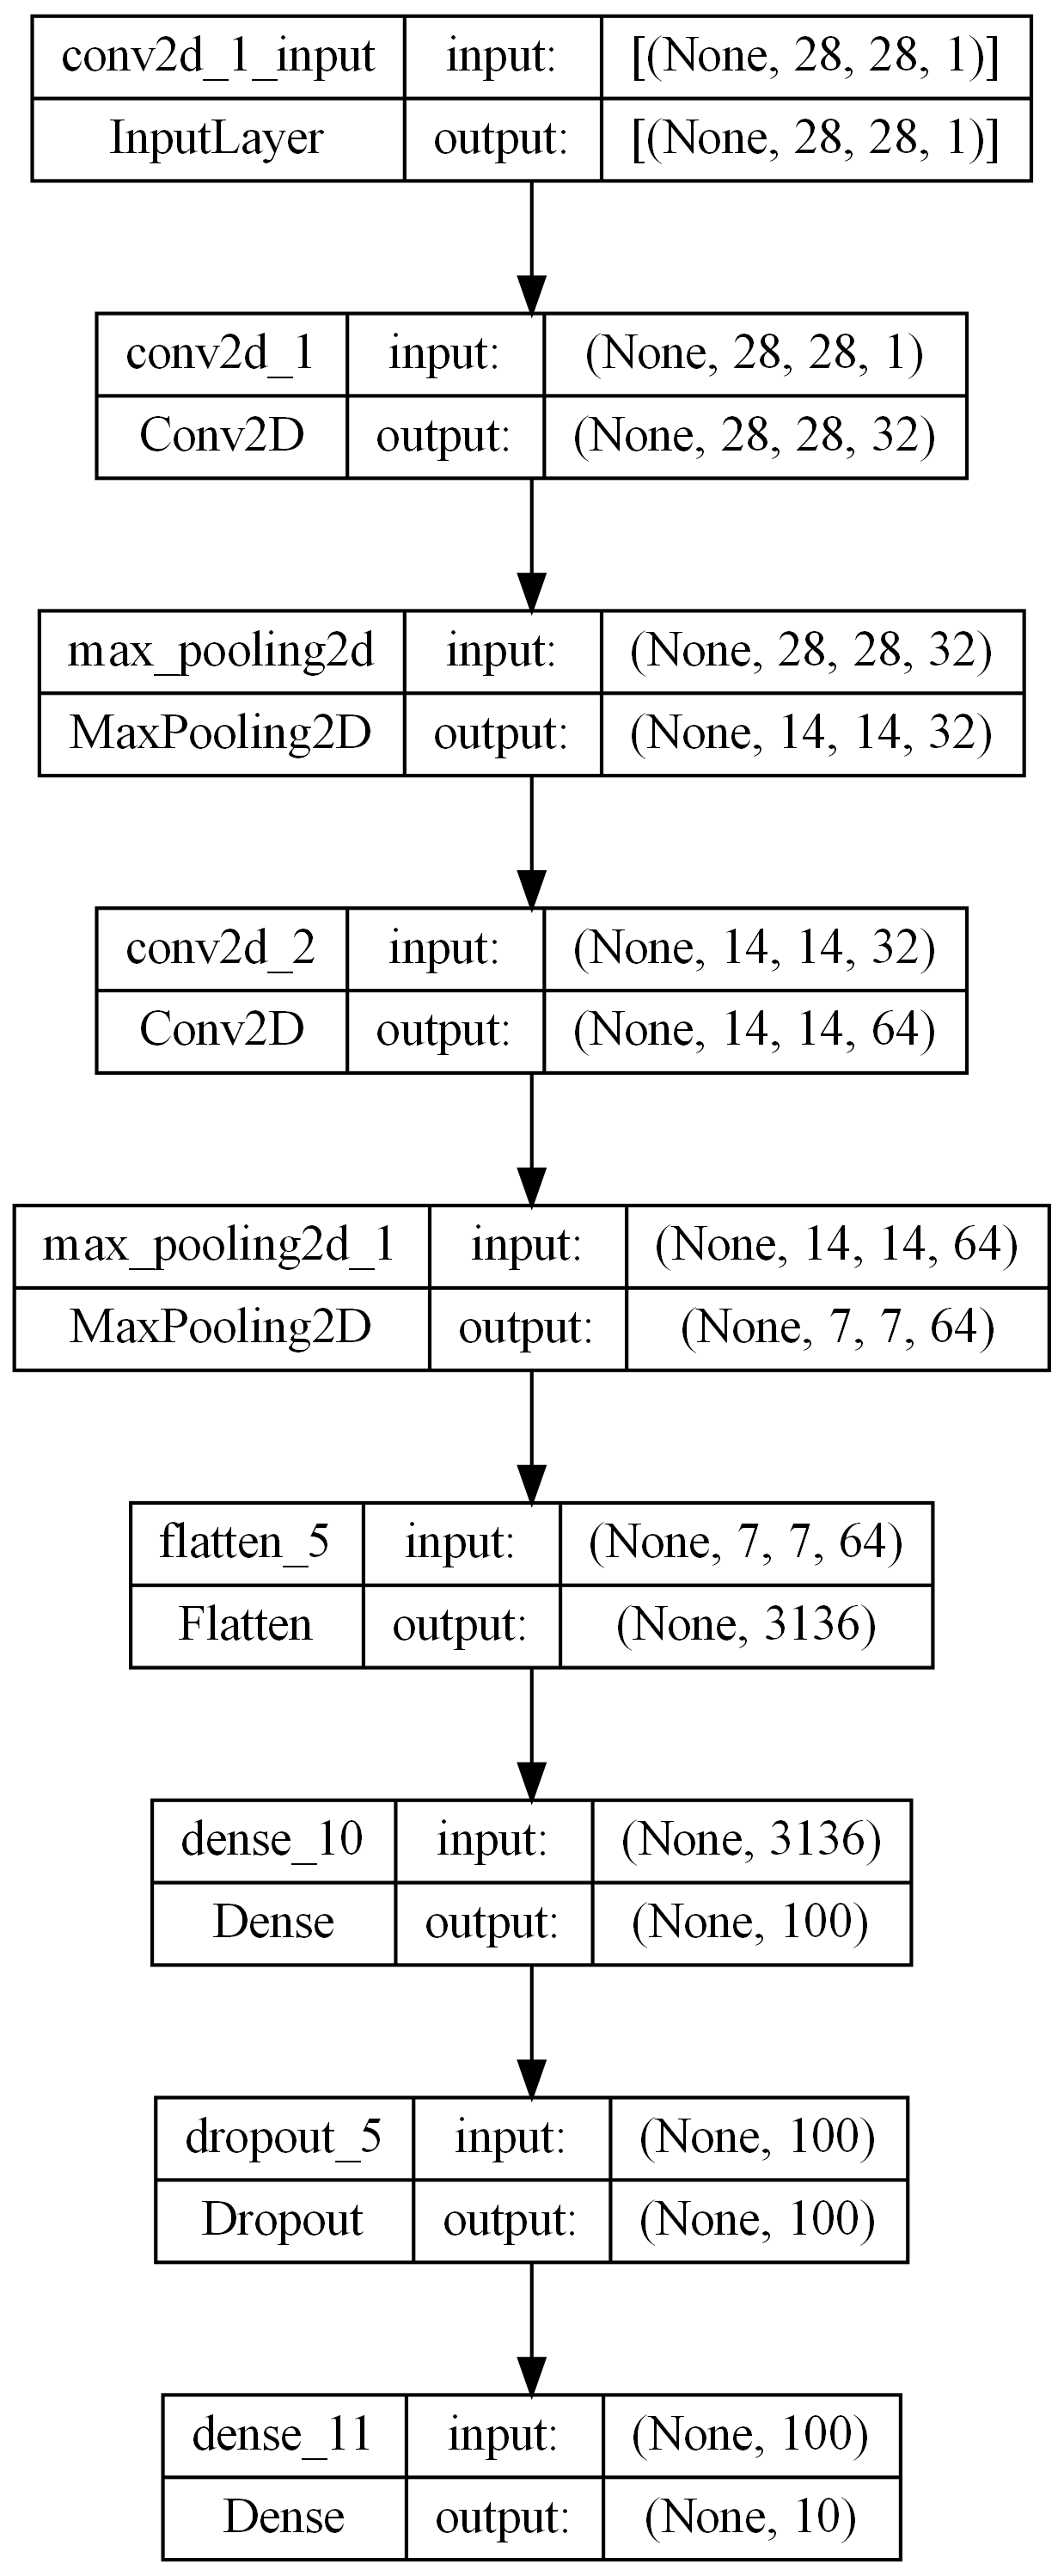 conv2d_1_input input: [(None, 28, 28, 1)]
InputLayer output: [(None, 28, 28, 1)]
conv2d_1 input: (None, 28, 28, 1)
Conv2D output: (None, 28, 28, 32)
max_pooling2d input: (None, 28, 28, 32)
MaxPooling2D output: (None, 14, 14, 32)
conv2d_2 input: (None, 14, 14, 32)
Conv2D output: (None, 14, 14, 64)
max_pooling2d_1 input: (None, 14, 14, 64)
MaxPooling2D output: (None, 7, 7, 64)
flatten_5 input: (None, 7, 7, 64)
Flatten output: (None, 3136)
dense_10 input: (None, 3136)
Dense output: (None, 100)
dropout_5 input: (None, 100)
Dropout output: (None, 100)
dense_11 input: (None, 100)
Dense output: (None, 10)